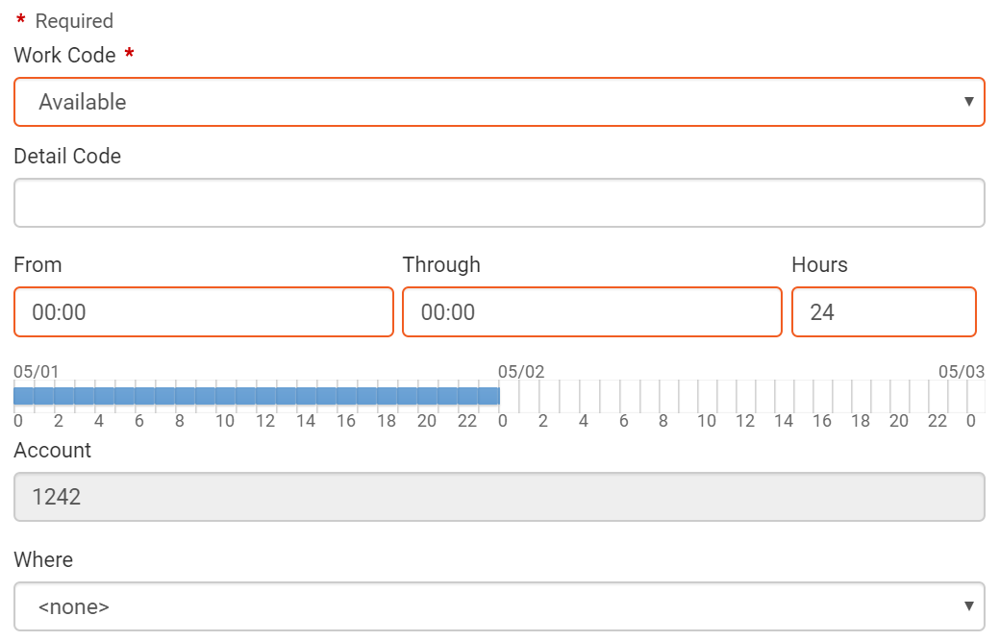 * Required
Work Code *
Available
Detail Code
From Through Hours
00:00 00:00 24
05/01 05/02 05/03
0 2 4 6 8 10 12 14 16 18 20 22 0 2 4 6 8 10 12 14 16 18 20 22 0
Account
1242
Where
<none>